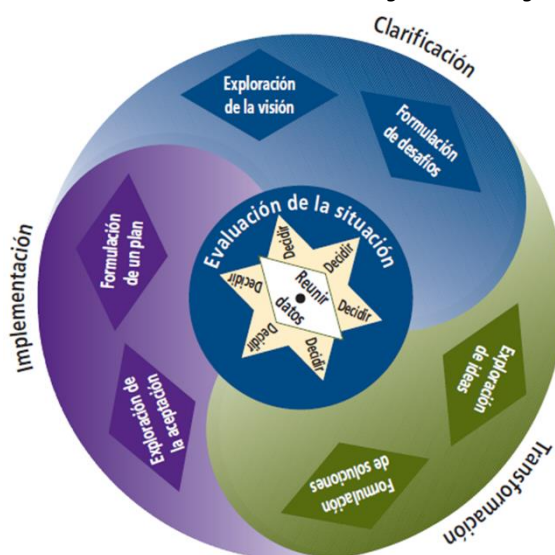 Clarificación
Exploración
de la visión
Formulación
de desafíos
Evaluación de la situación
Decidir
Decidir
Decidir
Decidir
Decidir
Decidir
Reunir
datos
Exploración
de ideas
Formulación
de soluciones
Transformación
Exploración de
la aceptación
Formulación
de un plan
Implementación